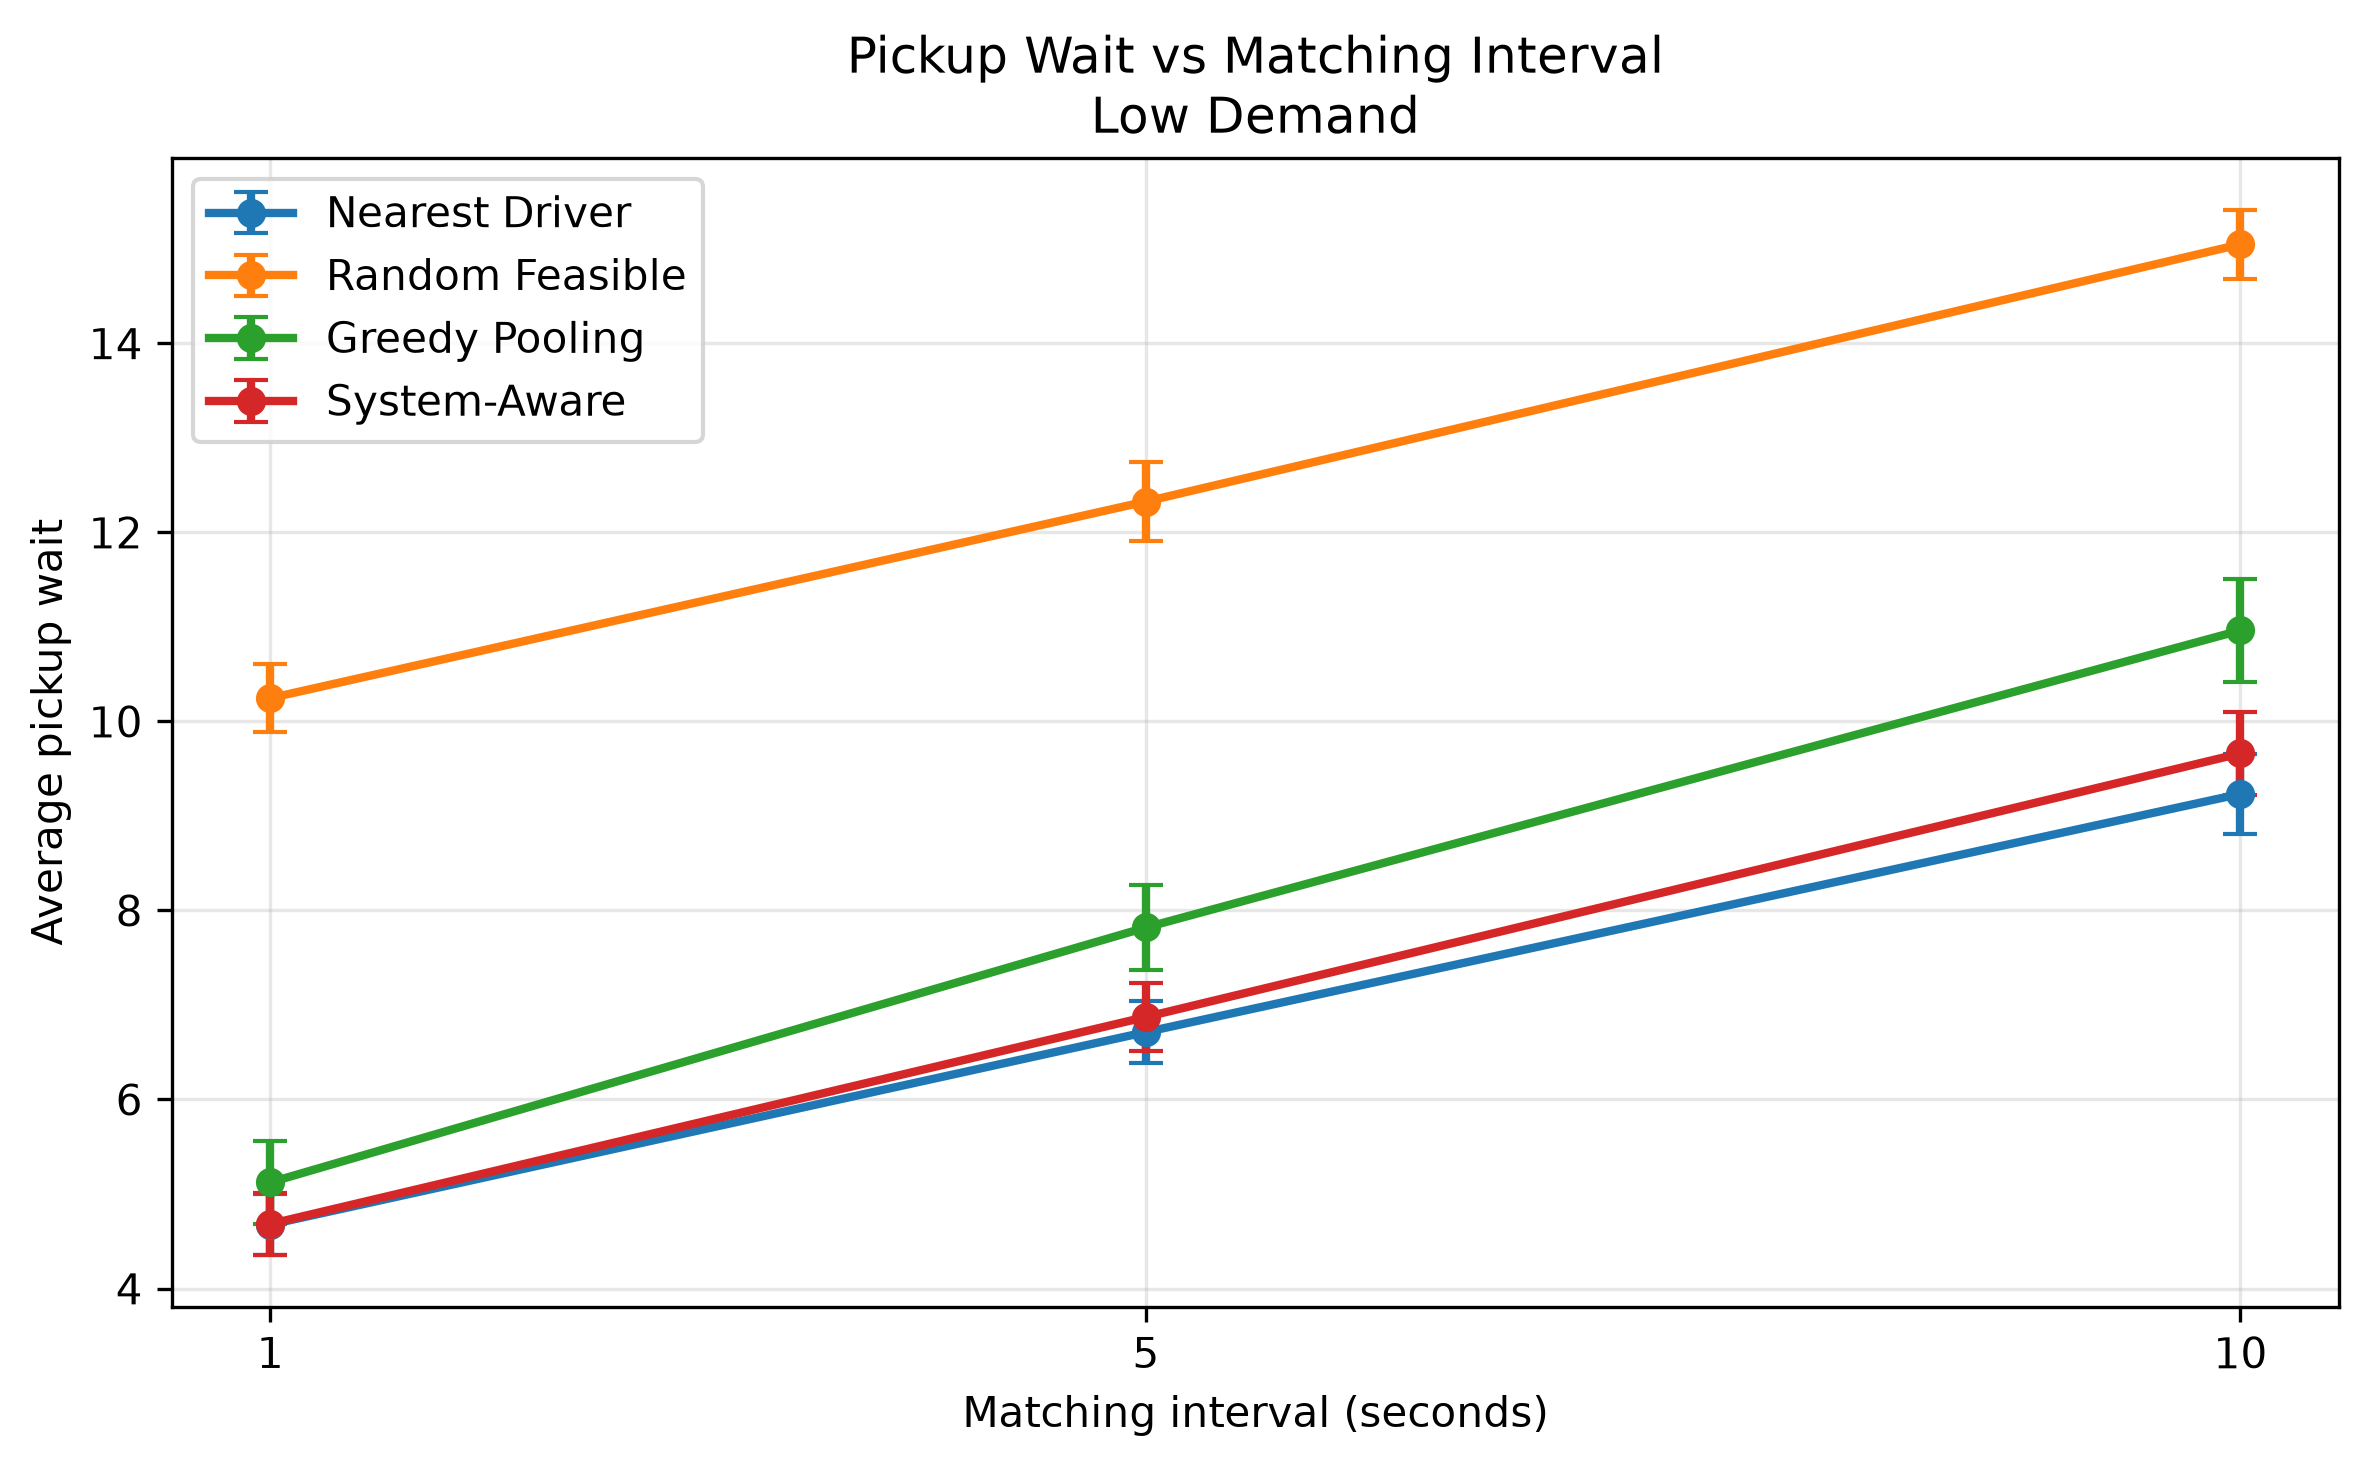 Pickup Wait vs Matching Interval
Low Demand
Nearest Driver
Random Feasible
Greedy Pooling
System-Aware
Average pickup wait
14
12
10
8
6
4
1 5 10
Matching interval (seconds)